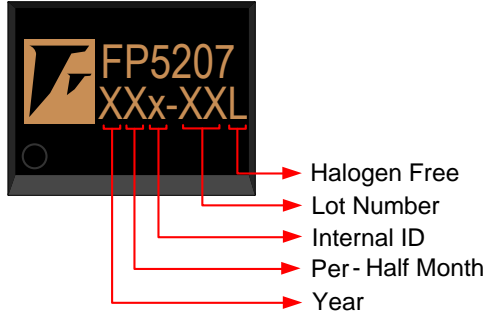 FP5207
XXx-XXL
Halogen Free
Lot Number
Internal ID
Per-Half Month
Year